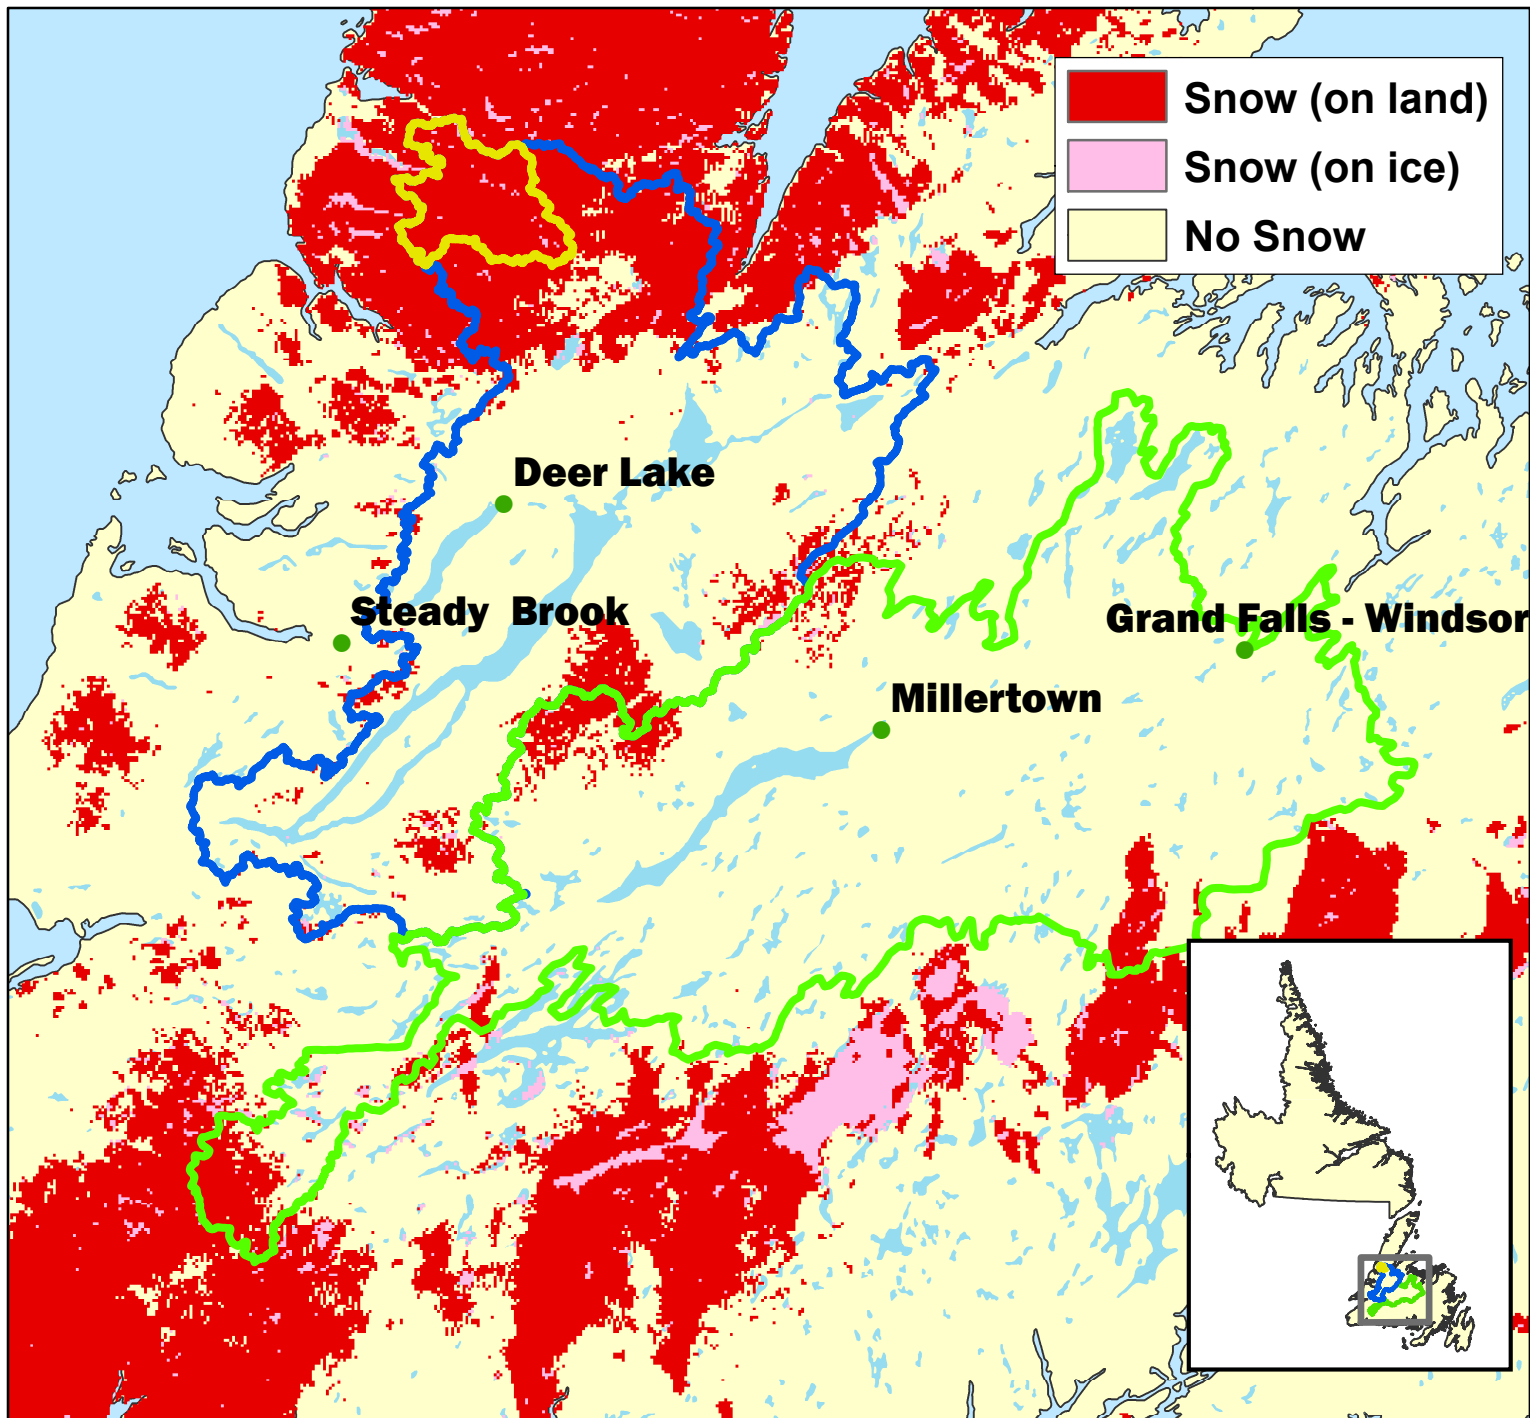 Snow (on land)
Snow (on ice)
No Snow
Deer Lake
Steady Brook
Grand Falls - Windsor
Millertown